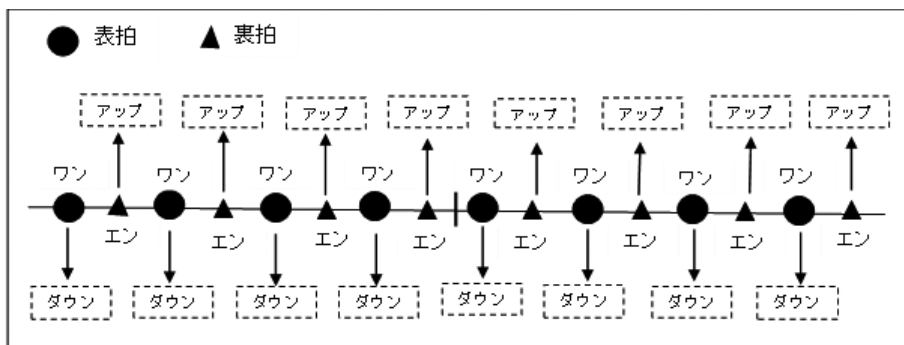 表拍 裏拍
アップ アップ アップ アップ アップ アップ アップ アップ
ワン ワン ワン ワン ワン ワン ワン ワン
エン エン エン エン エン エン エン エン
ダウン ダウン ダウン ダウン ダウン ダウン ダウン ダウン